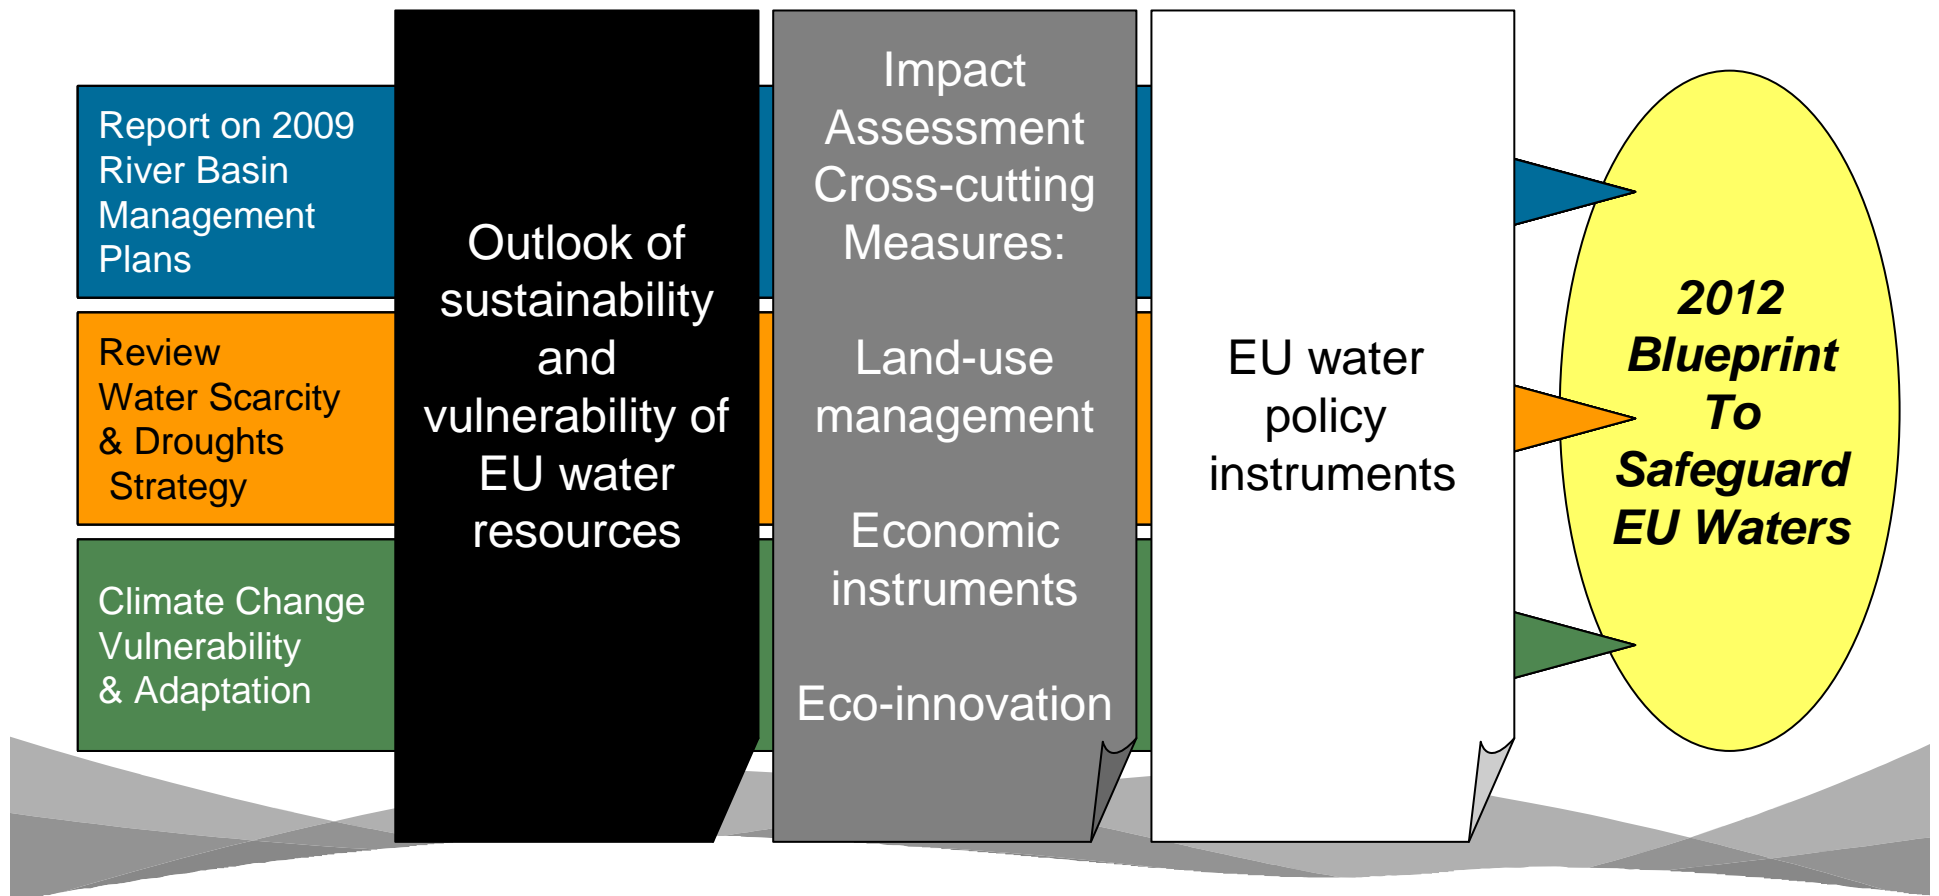 Report on 2009
River Basin
Management
Plans
Review
Water Scarcity
& Droughts
Strategy
Climate Change
Vulnerability
& Adaptation
Outlook of
sustainability
and
vulnerability of
EU water
resources
Impact
Assessment
Cross-cutting
Measures:
Land-use
management
Economic
instruments
Eco-innovation
EU water
policy
instruments
2012
Blueprint
To
Safeguard
EU Waters